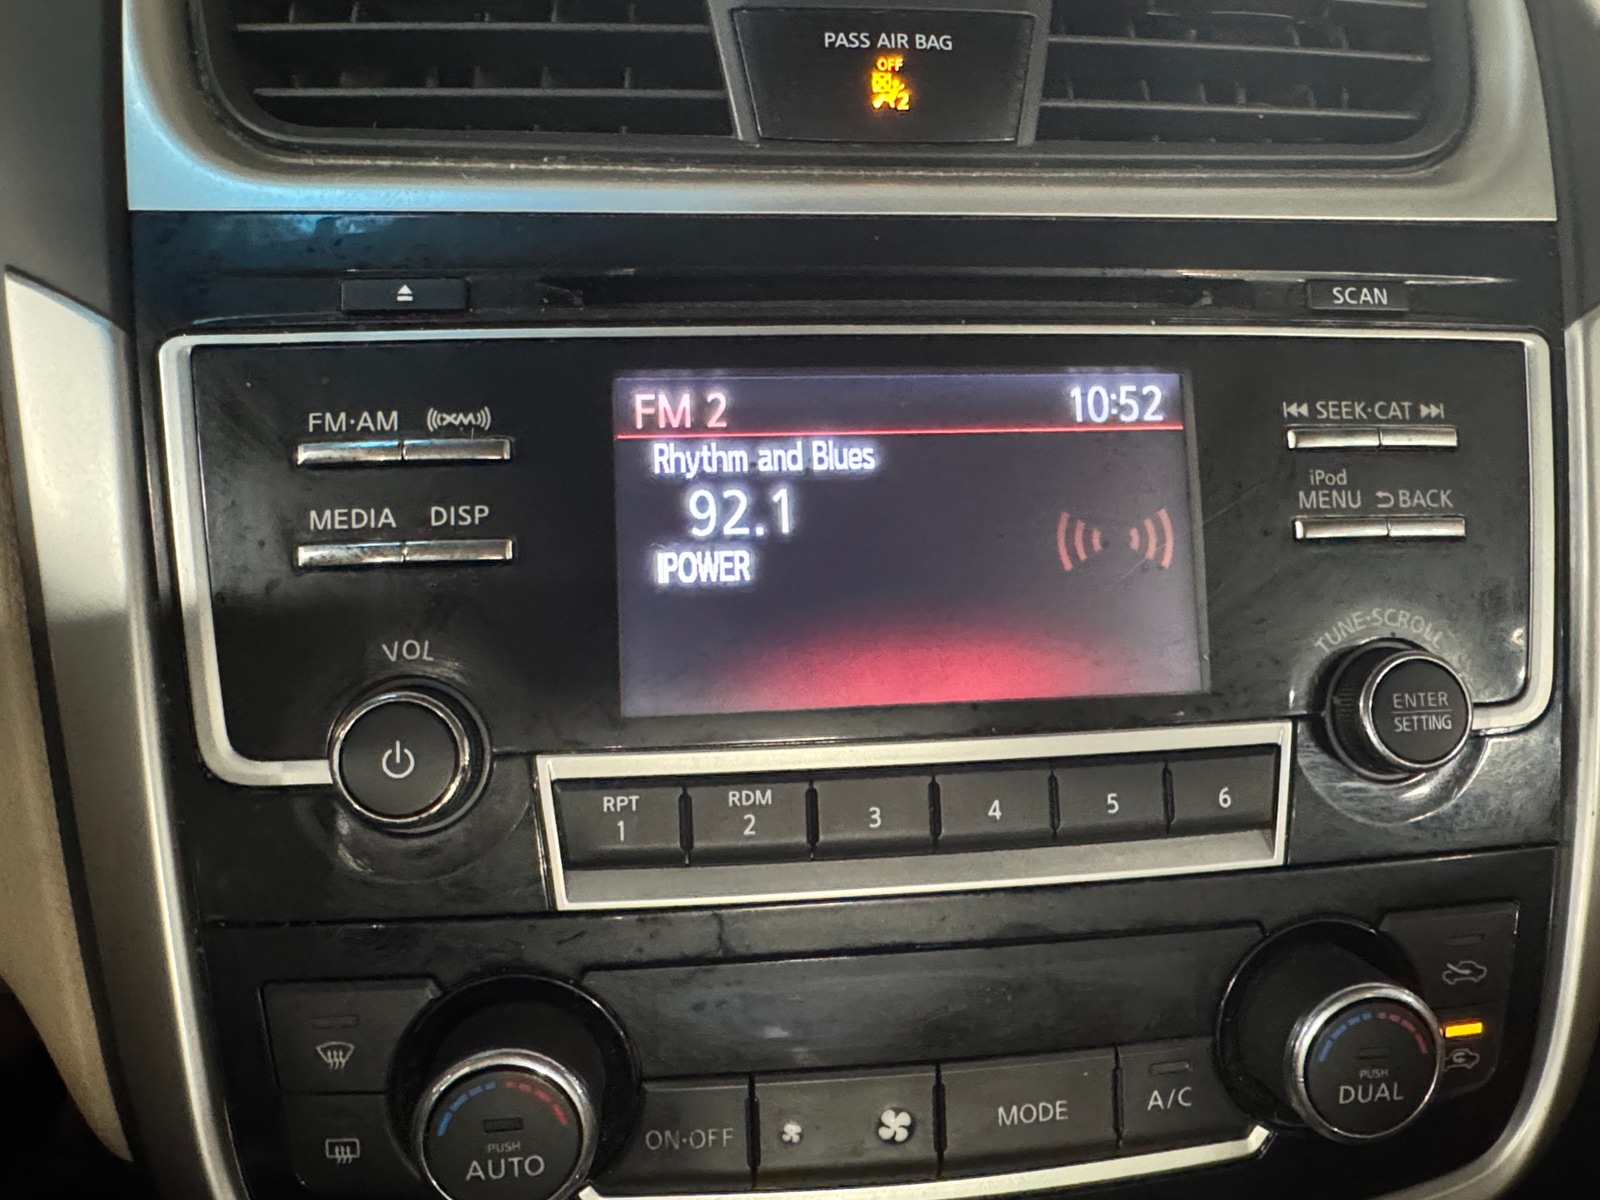 PASS AIR BAG
OFF
2
SCAN
FM·AM (((XM)))
SEEK·CAT
FM 2 10:52
Rhythm and Blues
92.1
IPOWER
iPod
MENU BACK
MEDIA DISP
VOL
TUNE·SCROLL
ENTER
SETTING
RPT
1
RDM
2
3
4
5
6
PUSH
AUTO
ON·OFF
MODE
A/C
PUSH
DUAL